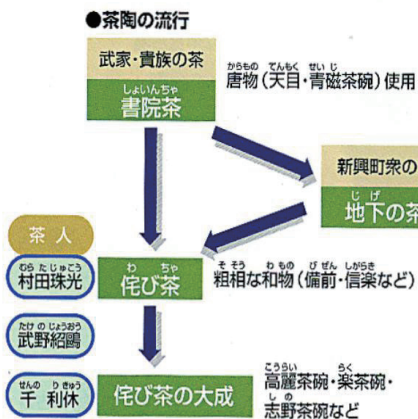 ●茶陶の流行
武家・貴族の茶
しょいんちゃ
書院茶
からもの てんもく せいじ
唐物(天目・青磁茶碗)使用
新興町衆の
じげ
地下の茶
茶人
むらたじゅこう
村田珠光
わ ちゃ
侘び茶
そそう わもの びぜん しがらき
粗相な和物(備前・信楽など)
たけのじょうおう
武野紹鷗
せんの りきゅう
千 利休
侘び茶の大成
こうらい らく
高麗茶碗・楽茶碗・
しの
志野茶碗など